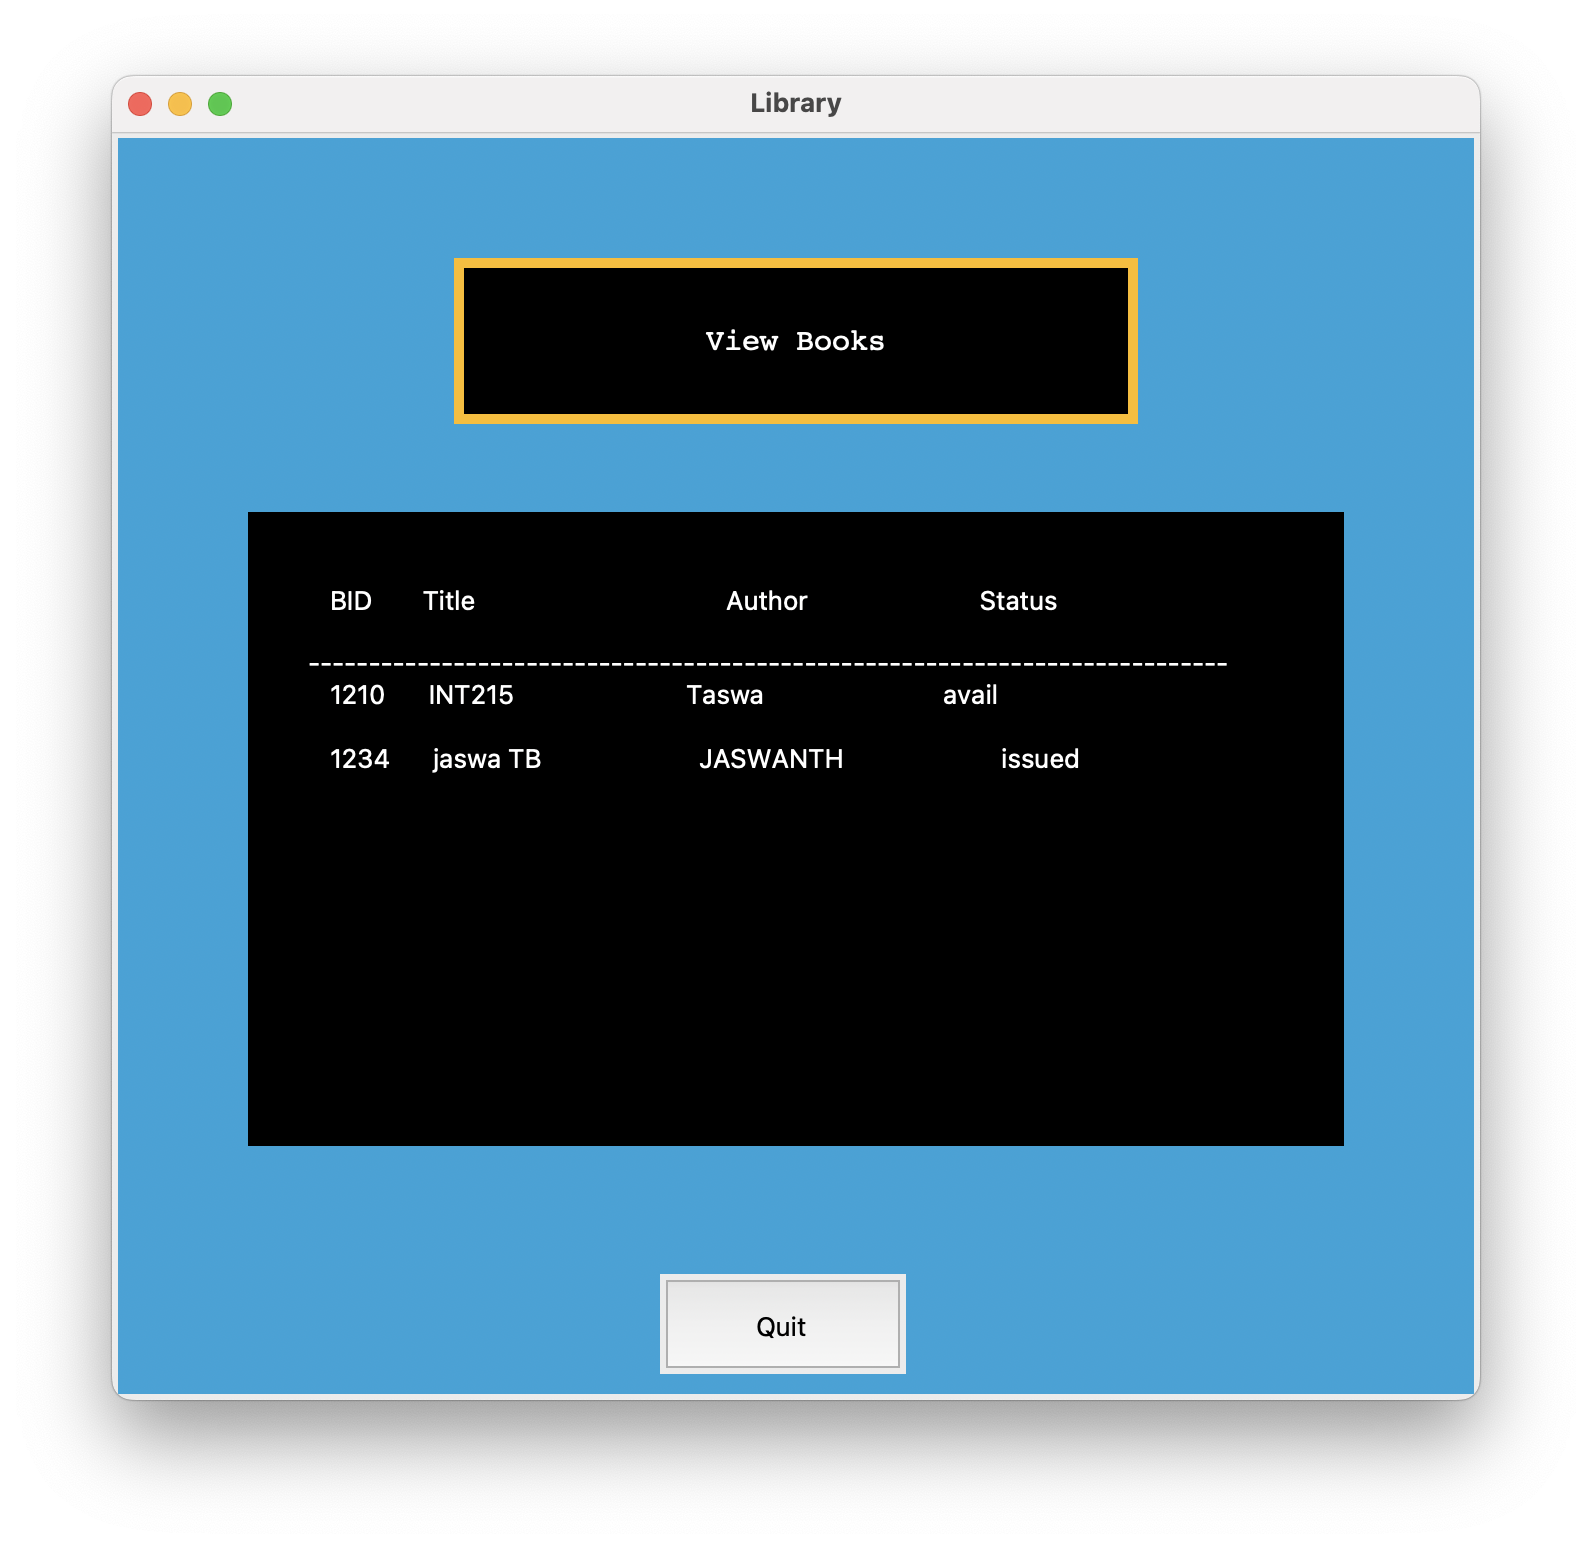 Library
View Books
BID Title Author Status
----------------------------------------------------------------------------
1210 INT215 Taswa avail
1234 jaswa TB JASWANTH issued
Quit